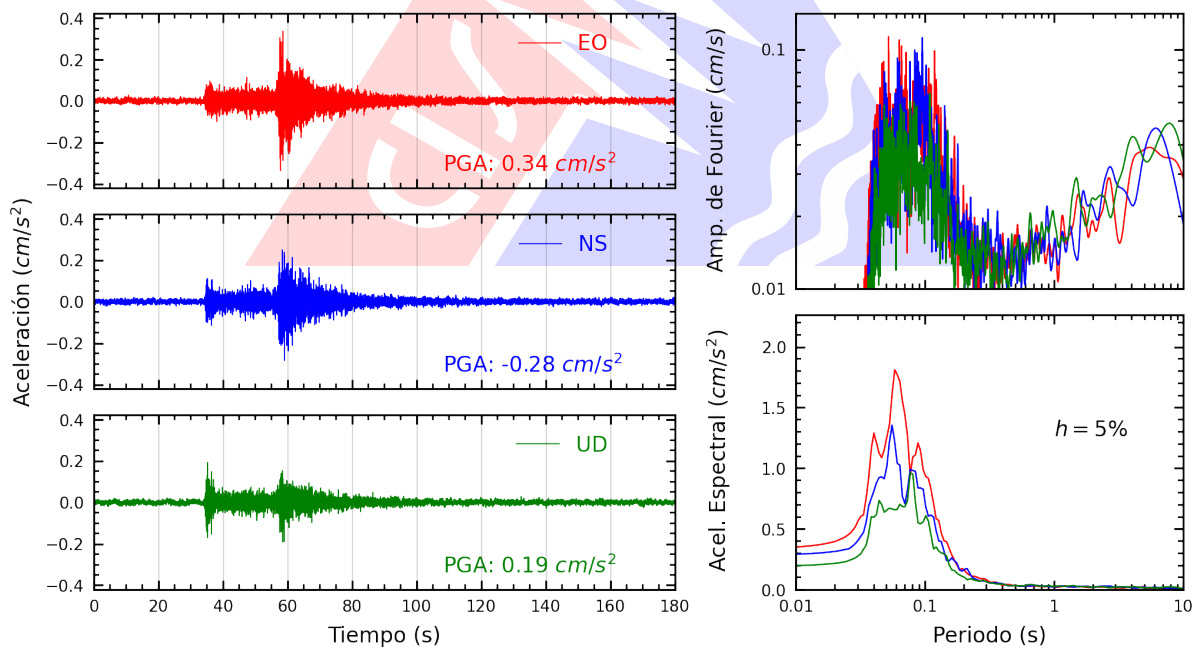 Aceleración (cm/s²)
0.4
0.2
0.0
−0.2
−0.4
EO
PGA: 0.34 cm/s²
0.4
0.2
0.0
−0.2
−0.4
NS
PGA: -0.28 cm/s²
0.4
0.2
0.0
−0.2
−0.4
UD
PGA: 0.19 cm/s²
0 20 40 60 80 100 120 140 160 180
Tiempo (s)
Amp. de Fourier (cm/s)
0.1
0.01
Acel. Espectral (cm/s²)
2.0
1.5
1.0
0.5
0.0
h = 5%
0.01 0.1 1 10
Periodo (s)